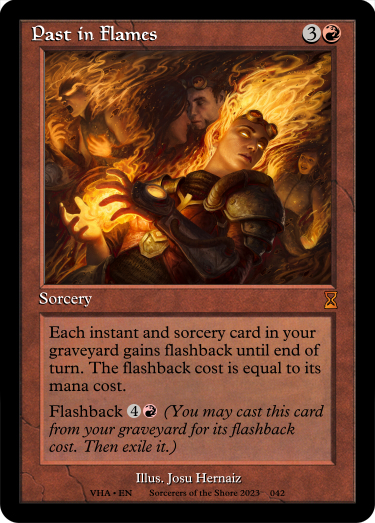 Past in Flames 3
Sorcery
Each instant and sorcery card in your
graveyard gains flashback until end of
turn. The flashback cost is equal to its
mana cost.
Flashback 4 (You may cast this card
from your graveyard for its flashback
cost. Then exile it.)
Illus. Josu Hernaiz
VHA • EN Sorcerers of the Shore 2023 042